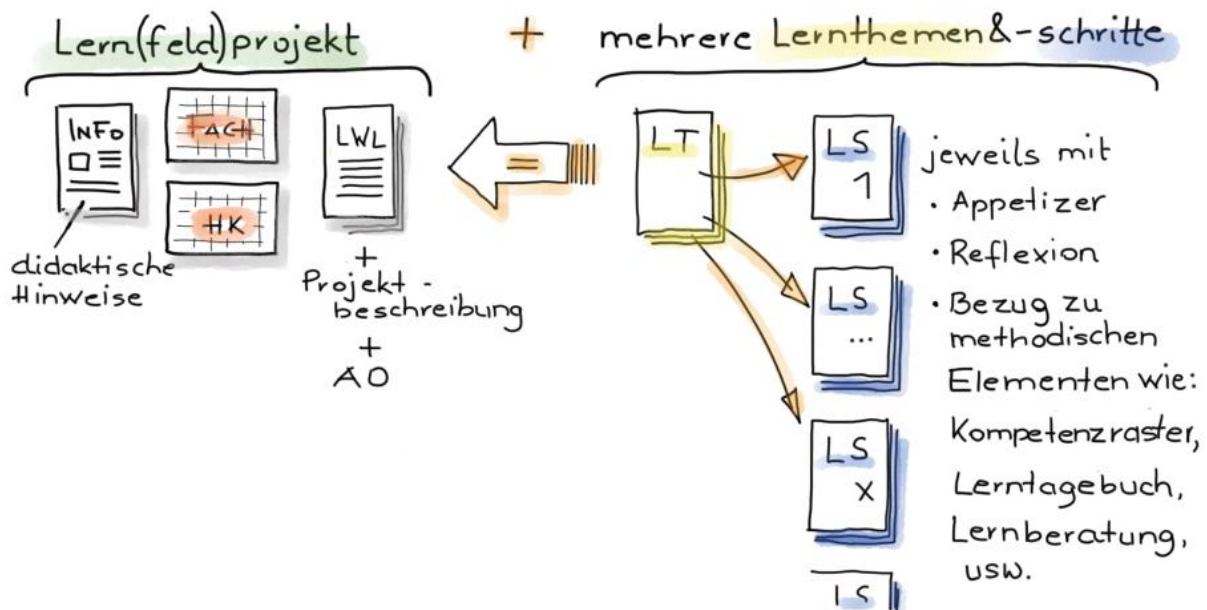 Lern(feld)projekt
+
mehrere Lernthemen&-schritte
INFO
FACH
HK
LWL
didaktische
Hinweise
+
Projekt-
beschreibung
+
AO
=
LT
LS
1
LS
...
LS
X
LS
jeweils mit
• Appetizer
• Reflexion
• Bezug zu
methodischen
Elementen wie:
Kompetenzraster,
Lerntagebuch,
Lernberatung,
usw.